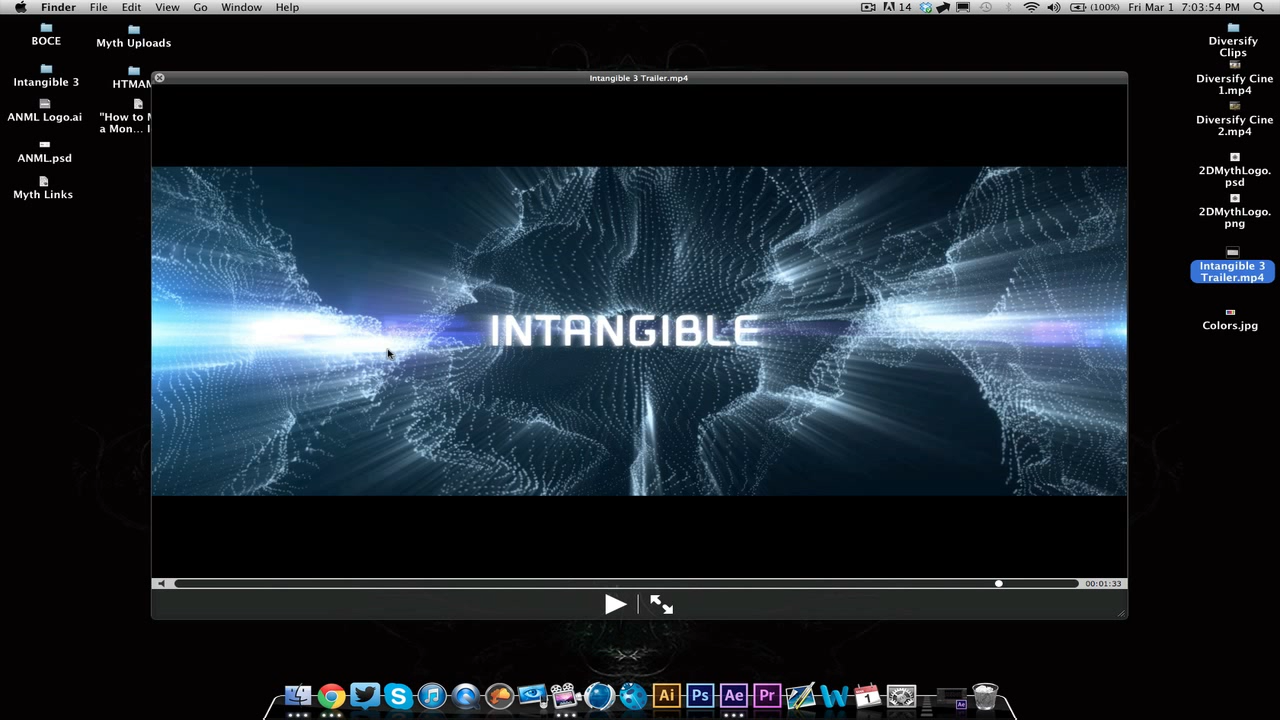 Finder File Edit View Go Window Help
14
(100%) Fri Mar 1 7:03:54 PM
BOCE
Myth Uploads
Intangible 3
HTMAM
ANML Logo.ai
"How to M
a Mon... I
ANML.psd
Myth Links
Intangible 3 Trailer.mp4
INTANGIBLE
00:01:33
Diversify
Clips
Diversify Cine
1.mp4
Diversify Cine
2.mp4
2DMythLogo.
psd
2DMythLogo.
png
Intangible 3
Trailer.mp4
Colors.jpg
Ai Ps Ae Pr 1 Ae